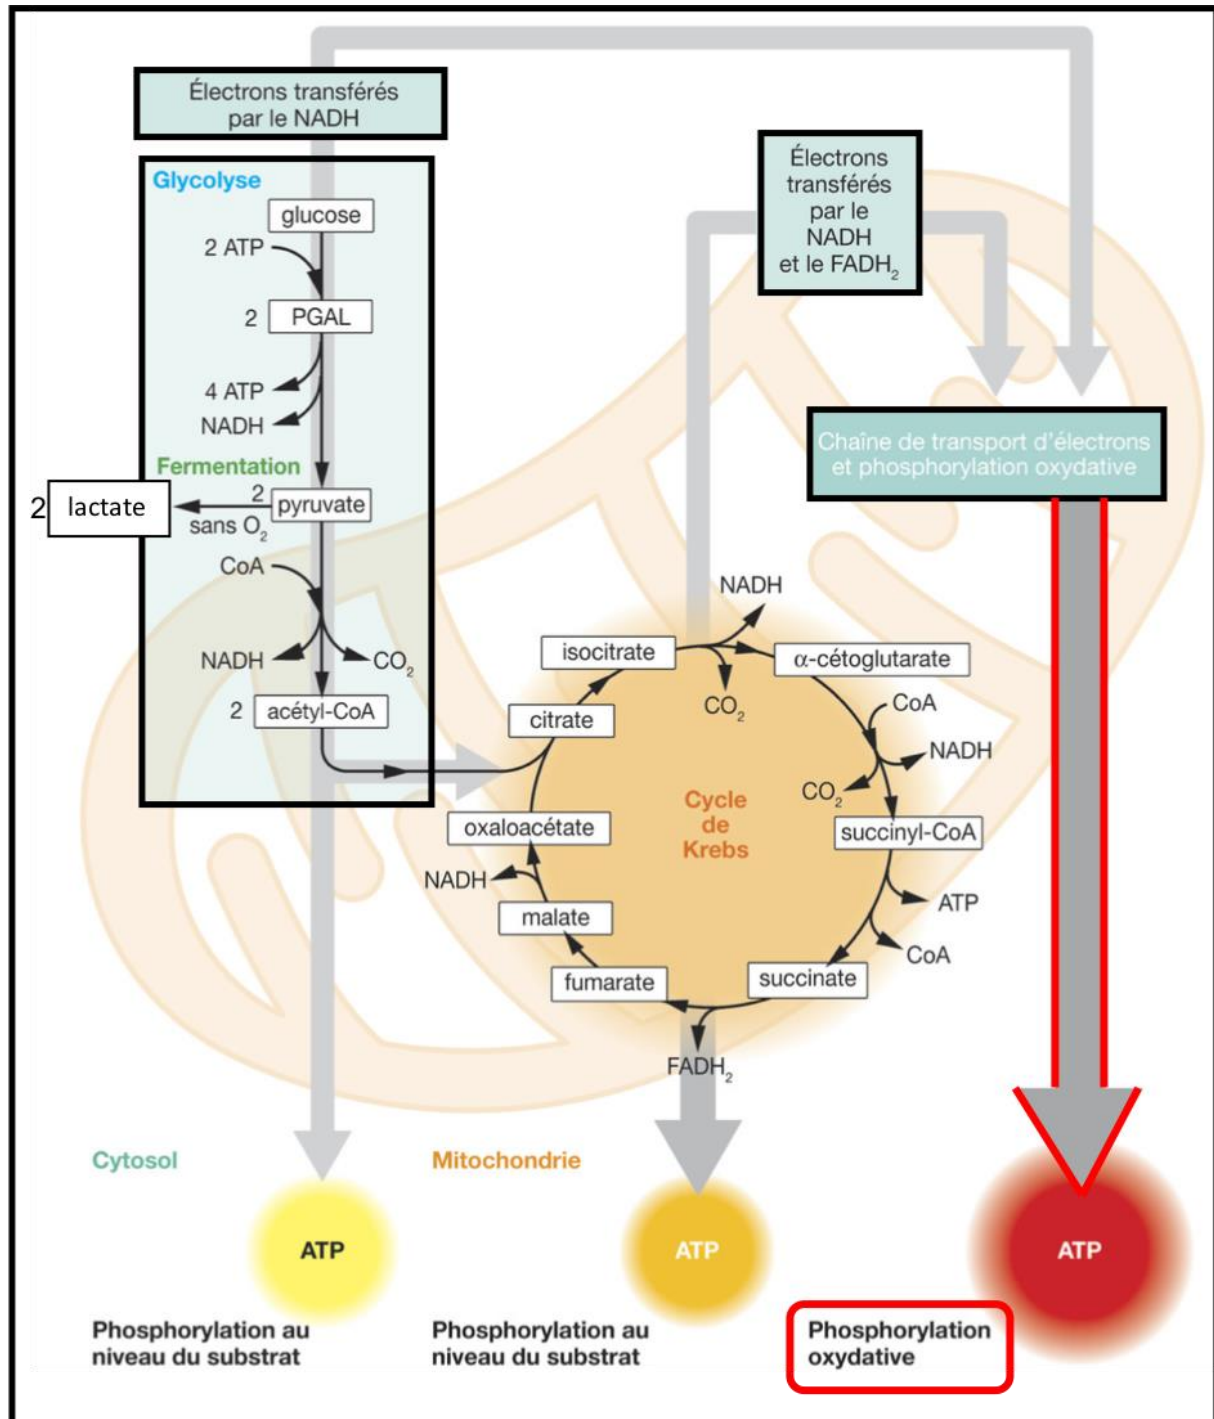 Électrons transférés
par le NADH
Électrons
transférés
par le
NADH
et le FADH₂
Glycolyse
glucose
2 ATP
2 PGAL
4 ATP
NADH
Fermentation
2 lactate
sans O₂
2 pyruvate
CoA
NADH
CO₂
2 acétyl-CoA
Chaîne de transport d'électrons
et phosphorylation oxydative
NADH
isocitrate
α-cétoglutarate
CO₂
CoA
citrate
NADH
CO₂
Cycle
de
Krebs
oxaloacétate
succinyl-CoA
NADH
ATP
malate
CoA
fumarate
succinate
FADH₂
Cytosol
Mitochondrie
ATP
ATP
ATP
Phosphorylation au
niveau du substrat
Phosphorylation au
niveau du substrat
Phosphorylation
oxydative